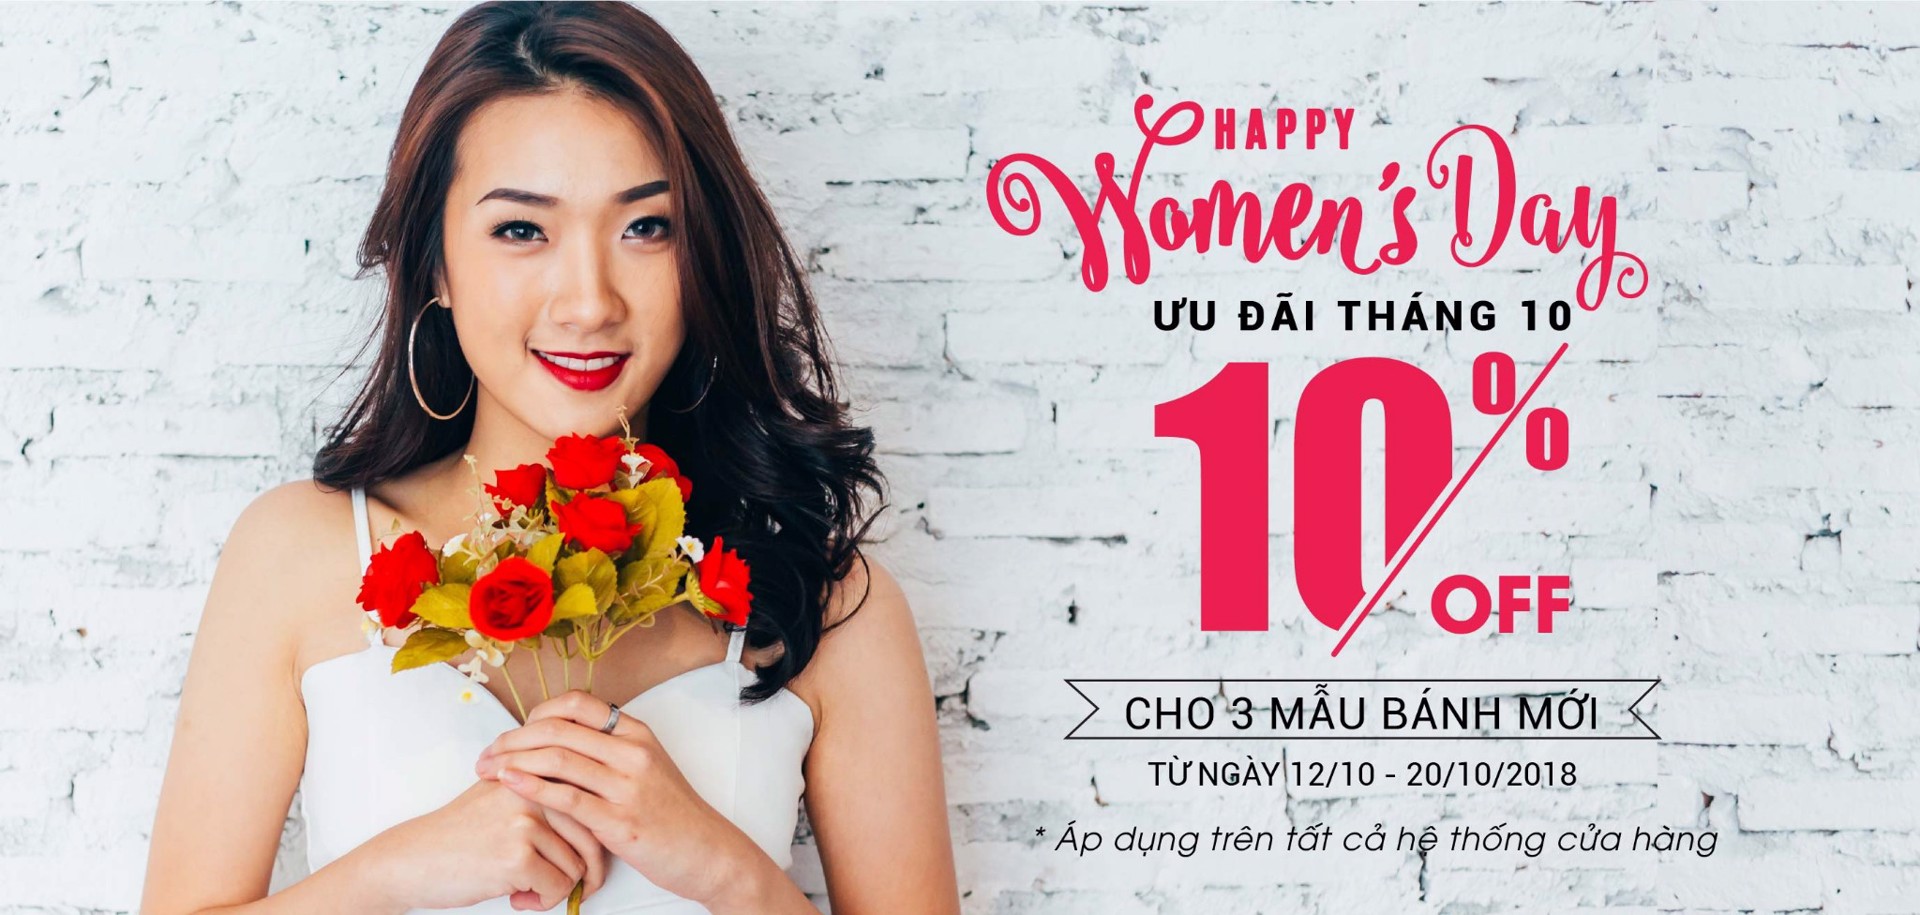 HAPPY
Women's Day
ƯU ĐÃI THÁNG 10
10%
OFF
CHO 3 MẪU BÁNH MỚI
TỪ NGÀY 12/10 - 20/10/2018
* Áp dụng trên tất cả hệ thống cửa hàng